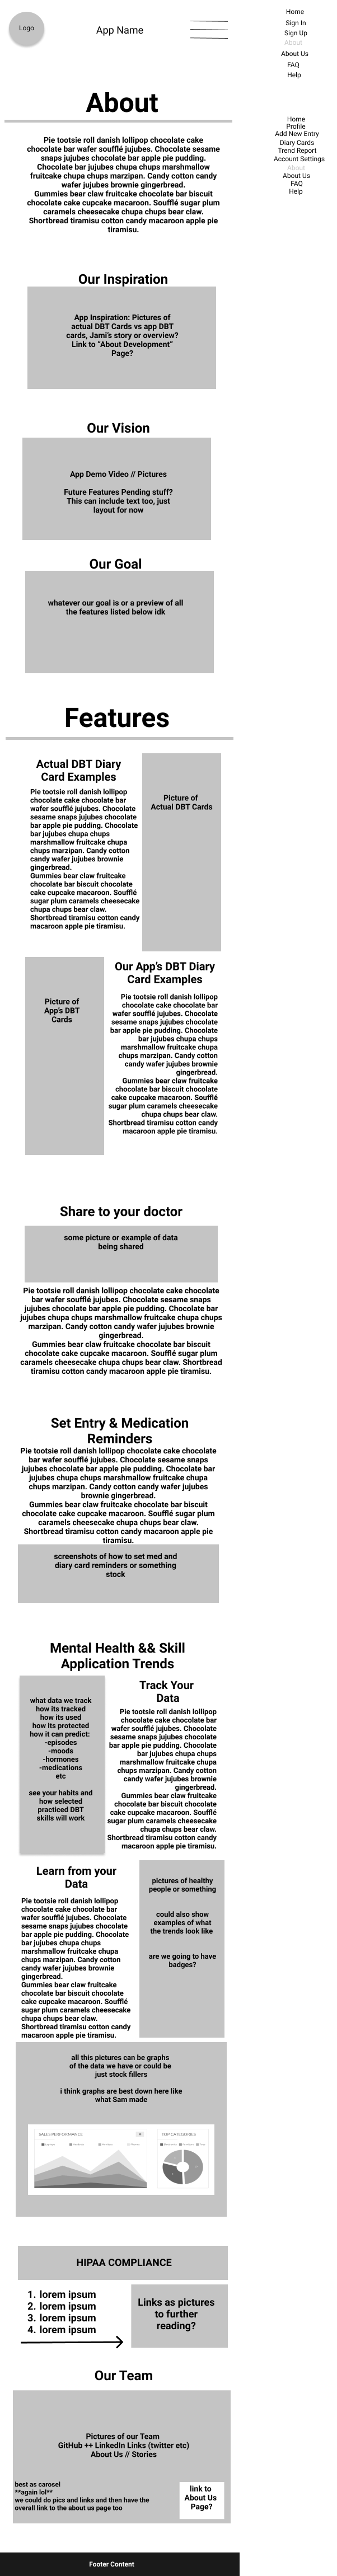 Logo
App Name
Home
Sign In
Sign Up
About
About Us
FAQ
Help
Home
Profile
Add New Entry
Diary Cards
Trend Report
Account Settings
About
About Us
FAQ
Help
About
Pie tootsie roll danish lollipop chocolate cake
chocolate bar wafer soufflé jujubes. Chocolate sesame
snaps jujubes chocolate bar apple pie pudding.
Chocolate bar jujubes chupa chups marshmallow
fruitcake chupa chups marzipan. Candy cotton candy
wafer jujubes brownie gingerbread.
Gummies bear claw fruitcake chocolate bar biscuit
chocolate cake cupcake macaroon. Soufflé sugar plum
caramels cheesecake chupa chups bear claw.
Shortbread tiramisu cotton candy macaroon apple pie
tiramisu.
Our Inspiration
App Inspiration: Pictures of
actual DBT Cards vs app DBT
cards, Jami's story or overview?
Link to "About Development"
Page?
Our Vision
App Demo Video // Pictures
Future Features Pending stuff?
This can include text too, just
layout for now
Our Goal
whatever our goal is or a preview of all
the features listed below idk
Features
Actual DBT Diary
Card Examples
Pie tootsie roll danish lollipop
chocolate cake chocolate bar
wafer soufflé jujubes. Chocolate
sesame snaps jujubes chocolate
bar apple pie pudding. Chocolate
bar jujubes chupa chups
marshmallow fruitcake chupa
chups marzipan. Candy cotton
candy wafer jujubes brownie
gingerbread.
Gummies bear claw fruitcake
chocolate bar biscuit chocolate
cake cupcake macaroon. Soufflé
sugar plum caramels cheesecake
chupa chups bear claw.
Shortbread tiramisu cotton candy
macaroon apple pie tiramisu.
Picture of
Actual DBT Cards
Picture of
App's DBT
Cards
Our App's DBT Diary
Card Examples
Pie tootsie roll danish lollipop
chocolate cake chocolate bar
wafer soufflé jujubes. Chocolate
sesame snaps jujubes chocolate
bar apple pie pudding. Chocolate
bar jujubes chupa chups
marshmallow fruitcake chupa
chups marzipan. Candy cotton
candy wafer jujubes brownie
gingerbread.
Gummies bear claw fruitcake
chocolate bar biscuit chocolate
cake cupcake macaroon. Soufflé
sugar plum caramels cheesecake
chupa chups bear claw.
Shortbread tiramisu cotton candy
macaroon apple pie tiramisu.
Share to your doctor
some picture or example of data
being shared
Pie tootsie roll danish lollipop chocolate cake chocolate
bar wafer soufflé jujubes. Chocolate sesame snaps
jujubes chocolate bar apple pie pudding. Chocolate bar
jujubes chupa chups marshmallow fruitcake chupa chups
marzipan. Candy cotton candy wafer jujubes brownie
gingerbread.
Gummies bear claw fruitcake chocolate bar biscuit
chocolate cake cupcake macaroon. Soufflé sugar plum
caramels cheesecake chupa chups bear claw. Shortbread
tiramisu cotton candy macaroon apple pie tiramisu.
Set Entry & Medication
Reminders
Pie tootsie roll danish lollipop chocolate cake chocolate
bar wafer soufflé jujubes. Chocolate sesame snaps
jujubes chocolate bar apple pie pudding. Chocolate bar
jujubes chupa chups marshmallow fruitcake chupa
chups marzipan. Candy cotton candy wafer jujubes
brownie gingerbread.
Gummies bear claw fruitcake chocolate bar biscuit
chocolate cake cupcake macaroon. Soufflé sugar plum
caramels cheesecake chupa chups bear claw.
Shortbread tiramisu cotton candy macaroon apple pie
tiramisu.
screenshots of how to set med and
diary card reminders or something
stock
Mental Health && Skill
Application Trends
what data we track
how its tracked
how its used
how its protected
how it can predict:
-episodes
-moods
-hormones
-medications
etc
see your habits and
how selected
practiced DBT
skills will work
Track Your
Data
Pie tootsie roll danish lollipop
chocolate cake chocolate bar
wafer soufflé jujubes. Chocolate
sesame snaps jujubes chocolate
bar apple pie pudding. Chocolate
bar jujubes chupa chups
marshmallow fruitcake chupa
chups marzipan. Candy cotton
candy wafer jujubes brownie
gingerbread.
Gummies bear claw fruitcake
chocolate bar biscuit chocolate
cake cupcake macaroon. Soufflé
sugar plum caramels cheesecake
chupa chups bear claw.
Shortbread tiramisu cotton candy
macaroon apple pie tiramisu.
Learn from your
Data
Pie tootsie roll danish lollipop
chocolate cake chocolate bar
wafer soufflé jujubes. Chocolate
sesame snaps jujubes chocolate
bar apple pie pudding. Chocolate
bar jujubes chupa chups
marshmallow fruitcake chupa
chups marzipan. Candy cotton
candy wafer jujubes brownie
gingerbread.
Gummies bear claw fruitcake
chocolate bar biscuit chocolate
cake cupcake macaroon. Soufflé
sugar plum caramels cheesecake
chupa chups bear claw.
Shortbread tiramisu cotton candy
macaroon apple pie tiramisu.
pictures of healthy
people or something
could also show
examples of what
the trends look like
are we going to have
badges?
all this pictures can be graphs
of the data we have or could be
just stock fillers
i think graphs are best down here like
what Sam made
SALES PERFORMANCE
TOP CATEGORIES
HIPAA COMPLIANCE
1. lorem ipsum
2. lorem ipsum
3. lorem ipsum
4. lorem ipsum
Links as pictures
to further
reading?
Our Team
Pictures of our Team
GitHub ++ LinkedIn Links (twitter etc)
About Us // Stories
best as carosel
**again lol**
we could do pics and links and then have the
overall link to the about us page too
link to
About Us
Page?
Footer Content